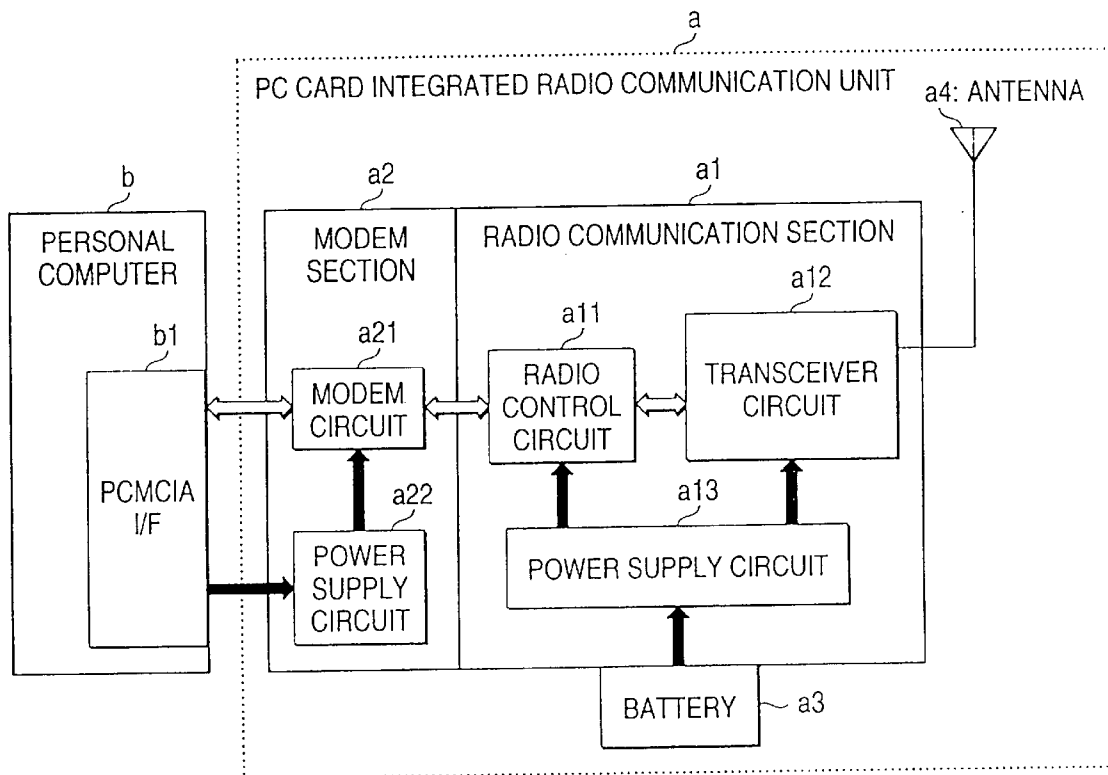 a
PC CARD INTEGRATED RADIO COMMUNICATION UNIT
a4: ANTENNA
b
a2
a1
PERSONAL
COMPUTER
MODEM
SECTION
RADIO COMMUNICATION SECTION
b1
a21
a11
a12
MODEM
CIRCUIT
RADIO
CONTROL
CIRCUIT
TRANSCEIVER
CIRCUIT
PCMCIA
I/F
a22
a13
POWER
SUPPLY
CIRCUIT
POWER SUPPLY CIRCUIT
BATTERY
a3